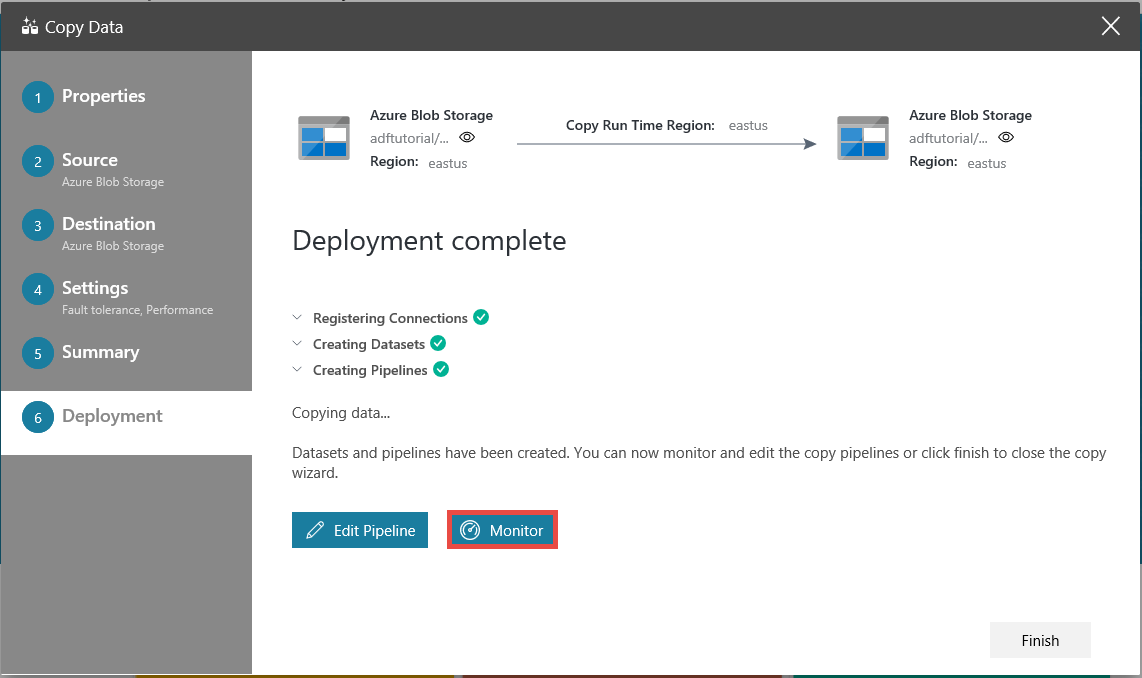 Copy Data
1 Properties
2 Source
Azure Blob Storage
3 Destination
Azure Blob Storage
4 Settings
Fault tolerance, Performance
5 Summary
6 Deployment
Azure Blob Storage
adftutorial/...
Region: eastus
Copy Run Time Region: eastus
Azure Blob Storage
adftutorial/...
Region: eastus
Deployment complete
Registering Connections
Creating Datasets
Creating Pipelines
Copying data...
Datasets and pipelines have been created. You can now monitor and edit the copy pipelines or click finish to close the copy
wizard.
Edit Pipeline
Monitor
Finish